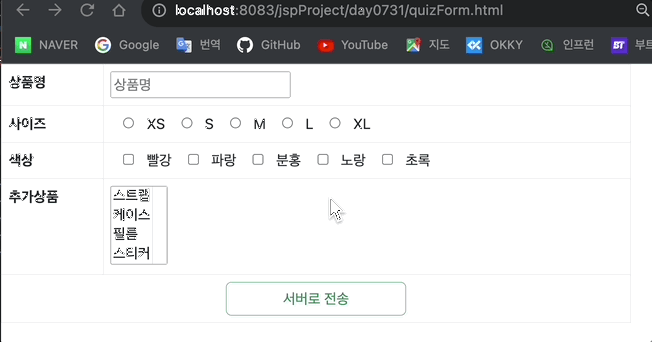 localhost:8083/jspProject/day0731/quizForm.html
NAVER Google 번역 GitHub YouTube 지도 OKKY 인프런 BT 부트
상품명 상품명
사이즈 XS S M L XL
색상 빨강 파랑 분홍 노랑 초록
추가상품 스트랩
케이스
필름
스티커
서버로 전송